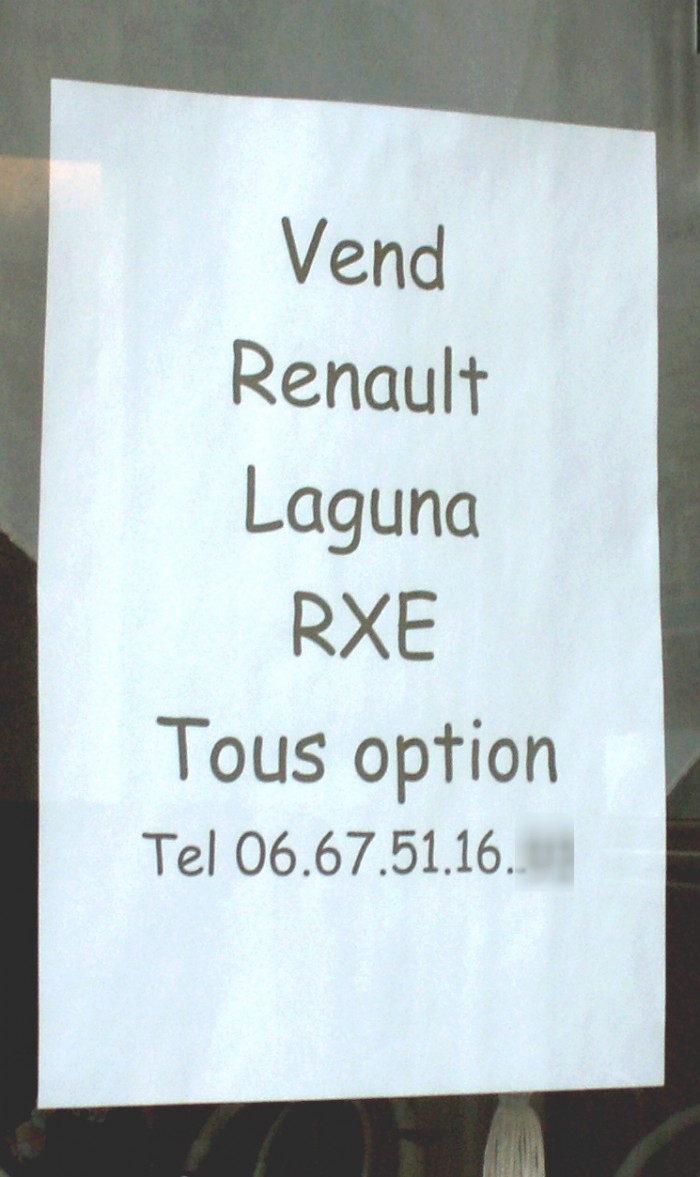 Vend
Renault
Laguna
RXE
Tous option
Tel 06.67.51.16.